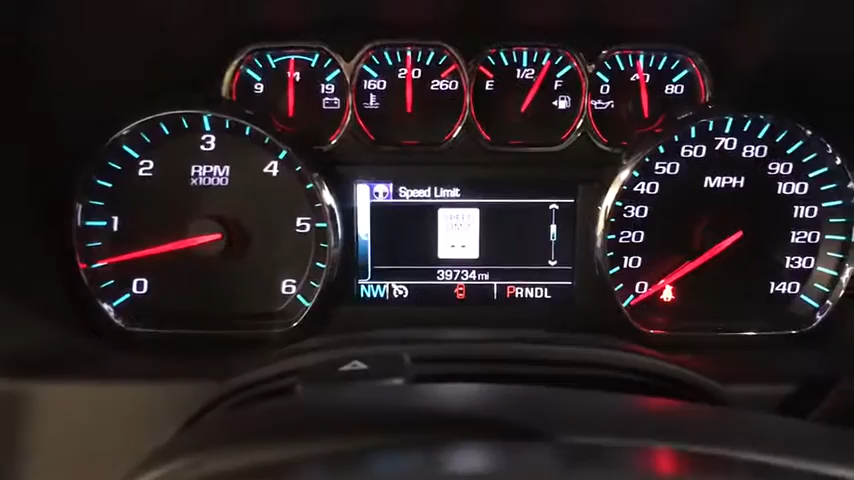 9 14 19
160 210 260
E 1/2 F
0 40 80
RPM
x1000
0 1 2 3 4 5 6
MPH
0 10 20 30 40 50 60 70 80 90 100 110 120 130 140
Speed Limit
SPEED
LIMIT
--
39734 mi
NW PRNDL